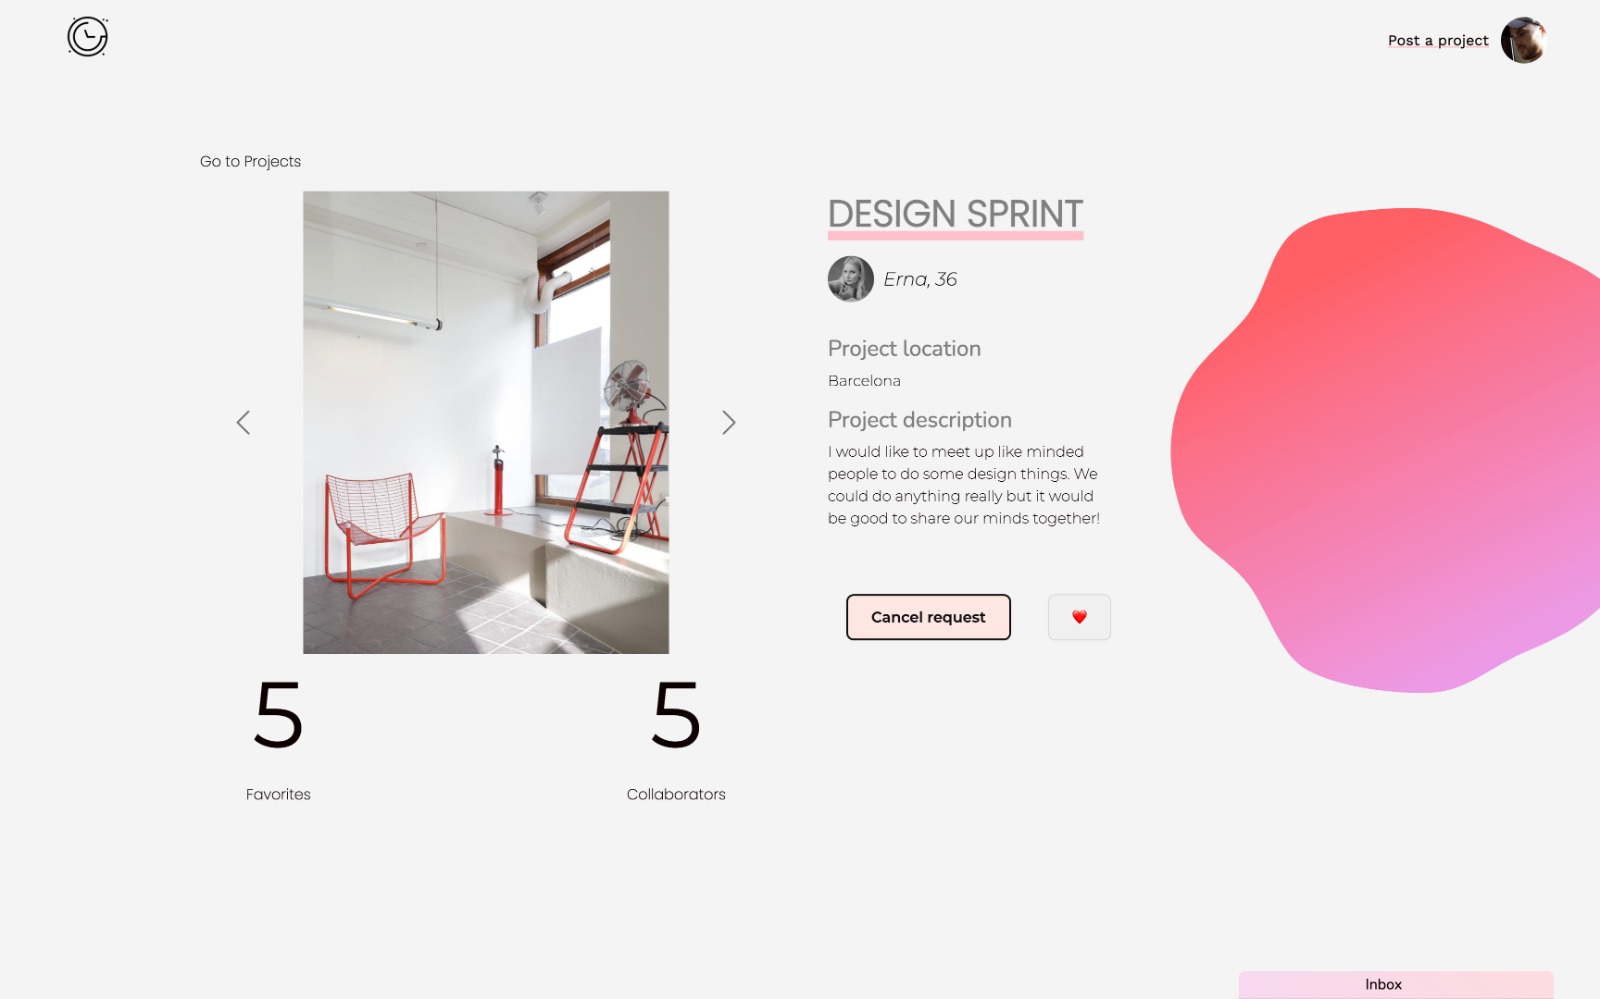 Post a project
Go to Projects
DESIGN SPRINT
Erna, 36
Project location
Barcelona
Project description
I would like to meet up like minded
people to do some design things. We
could do anything really but it would
be good to share our minds together!
Cancel request
5
5
Favorites
Collaborators
Inbox